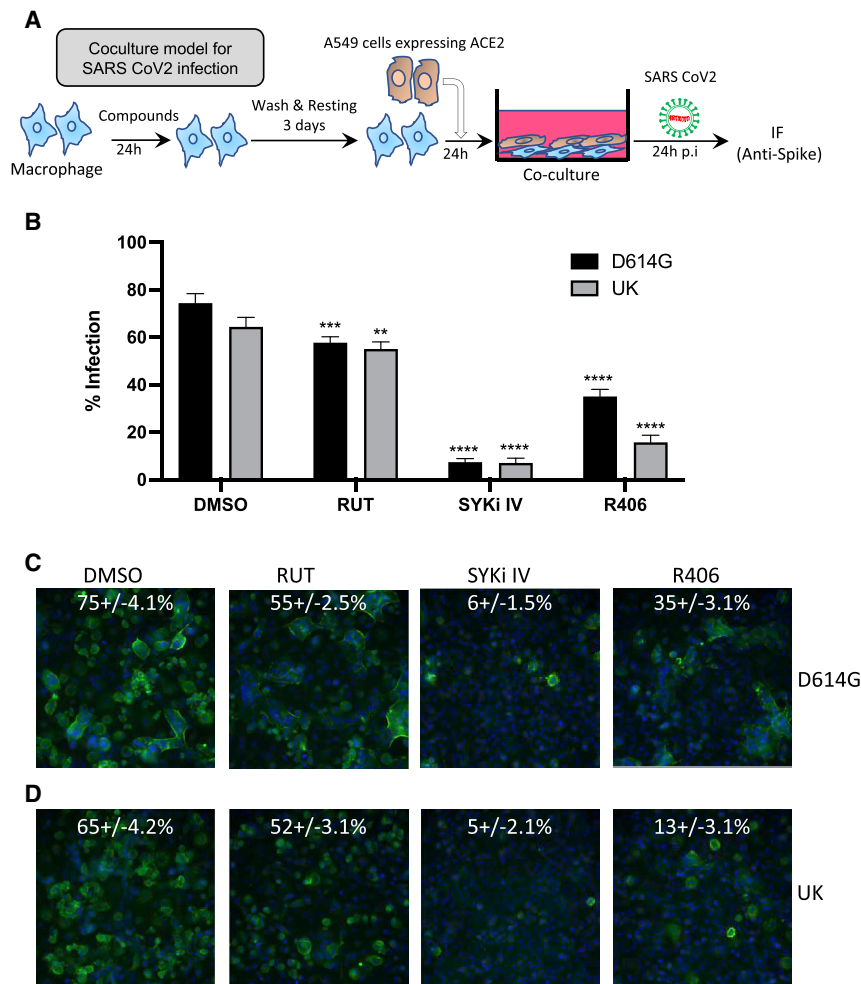 A
Coculture model for
SARS CoV2 infection
A549 cells expressing ACE2
SARS CoV2
Compounds
24h
Wash & Resting
3 days
24h
24h p.i
IF
(Anti-Spike)
Macrophage
Co-culture
B
% Infection
100
80
60
40
20
0
D614G
UK
***
**
****
****
****
****
DMSO
RUT
SYKi IV
R406
C
DMSO
RUT
SYKi IV
R406
75+/-4.1%
55+/-2.5%
6+/-1.5%
35+/-3.1%
D614G
D
65+/-4.2%
52+/-3.1%
5+/-2.1%
13+/-3.1%
UK